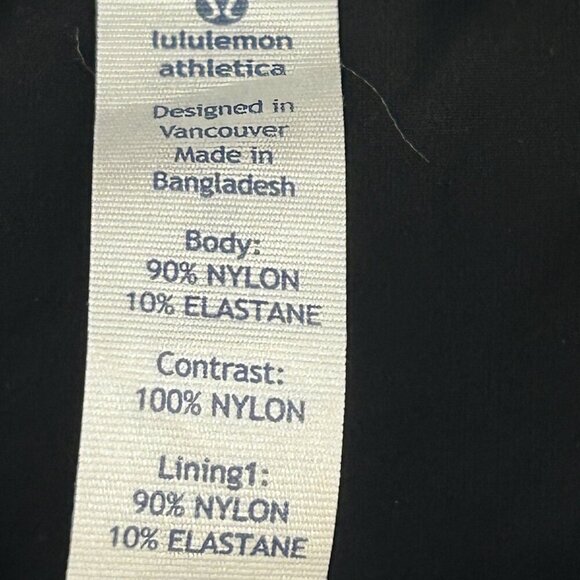 lululemon
athletica
Designed in
Vancouver
Made in
Bangladesh
Body:
90% NYLON
10% ELASTANE
Contrast:
100% NYLON
Lining1:
90% NYLON
10% ELASTANE